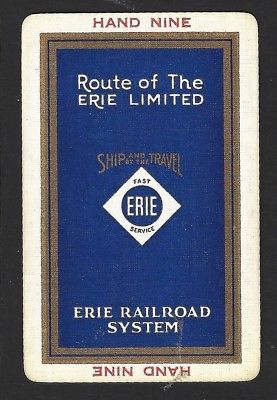 HAND NINE
Route of The
ERIE LIMITED
SHIP AND TRAVEL
BY THE
FAST
ERIE
SERVICE
ERIE RAILROAD
SYSTEM
HAND NINE